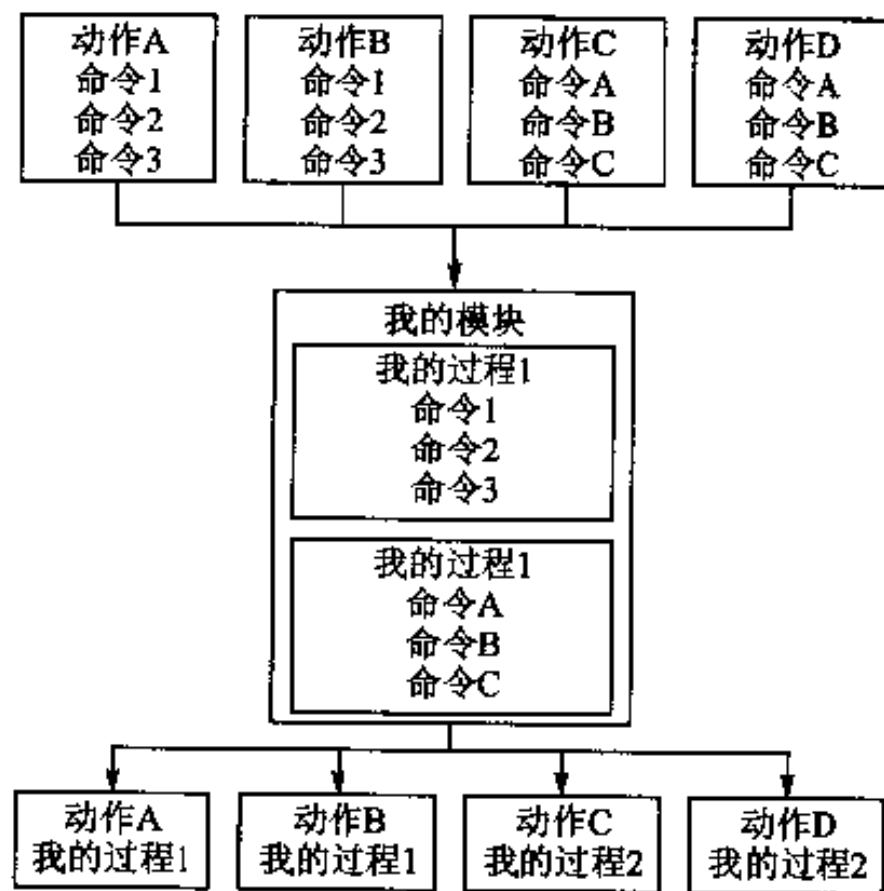 动作A
命令1
命令2
命令3
动作B
命令1
命令2
命令3
动作C
命令A
命令B
命令C
动作D
命令A
命令B
命令C
我的模块
我的过程1
命令1
命令2
命令3
我的过程1
命令A
命令B
命令C
动作A
我的过程1
动作B
我的过程1
动作C
我的过程2
动作D
我的过程2